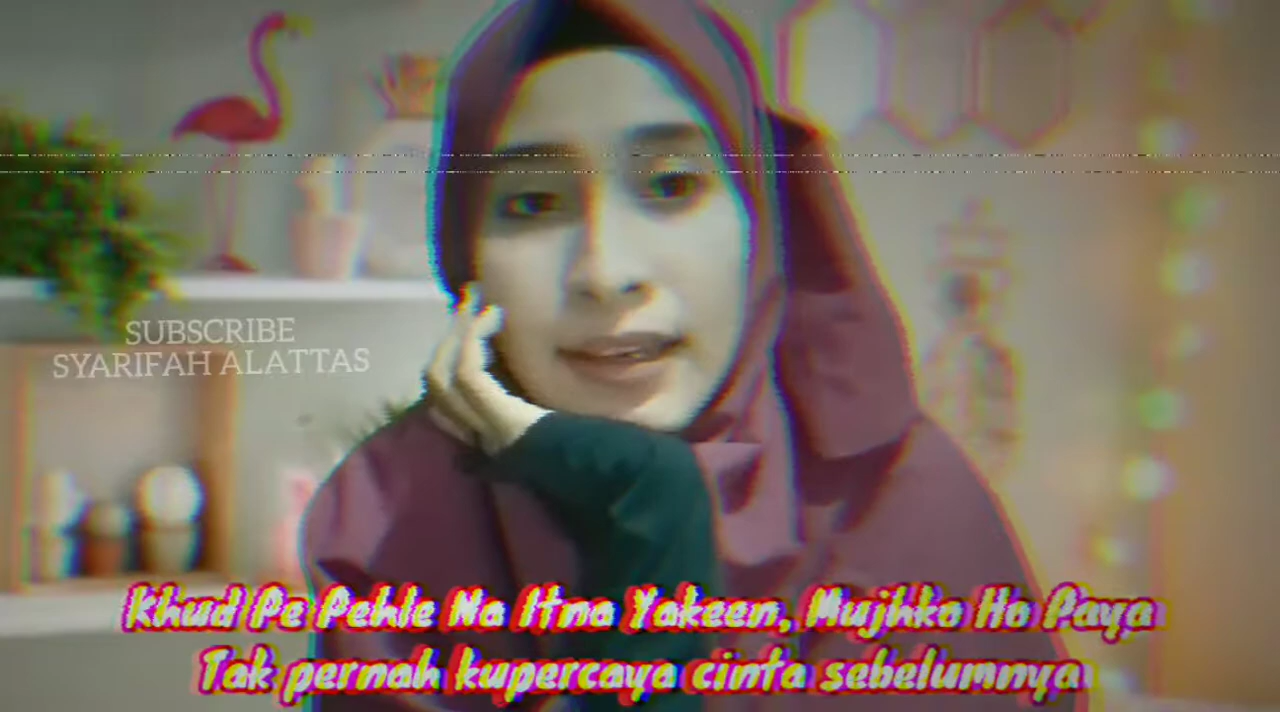 SUBSCRIBE
SYARIFAH ALATTAS
Khud Pe Pehle Na Itna Yakeen, Mujhko Ho Paya
Tak pernah kupercaya cinta sebelumnya